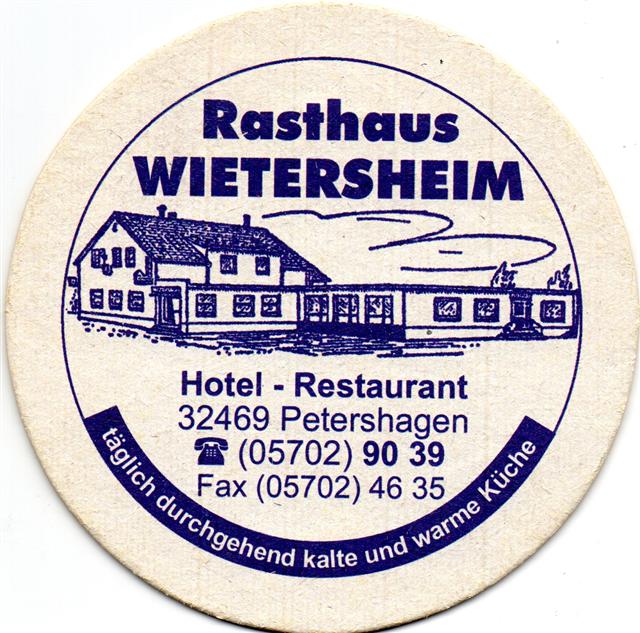 Rasthaus
WIETERSHEIM
Hotel - Restaurant
32469 Petershagen
☎ (05702) 90 39
Fax (05702) 46 35
täglich durchgehend kalte und warme Küche